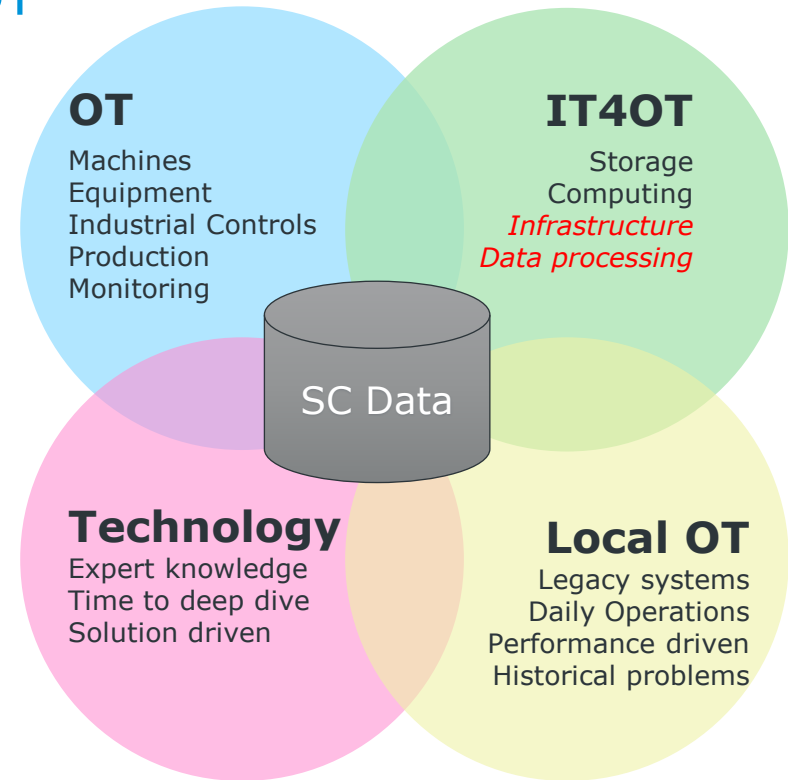 OT
Machines
Equipment
Industrial Controls
Production
Monitoring
IT4OT
Storage
Computing
Infrastructure
Data processing
SC Data
Technology
Expert knowledge
Time to deep dive
Solution driven
Local OT
Legacy systems
Daily Operations
Performance driven
Historical problems